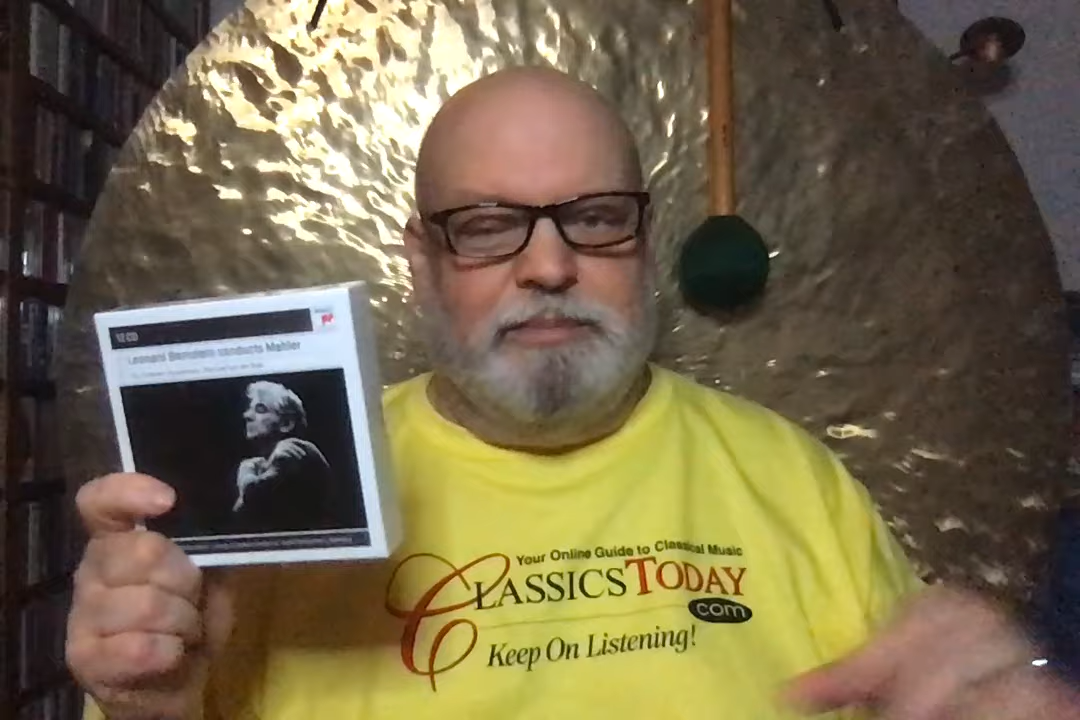 12 CD
Leonard Bernstein conducts Mahler
Your Online Guide to Classical Music
CLASSICSTODAY
com
Keep On Listening!